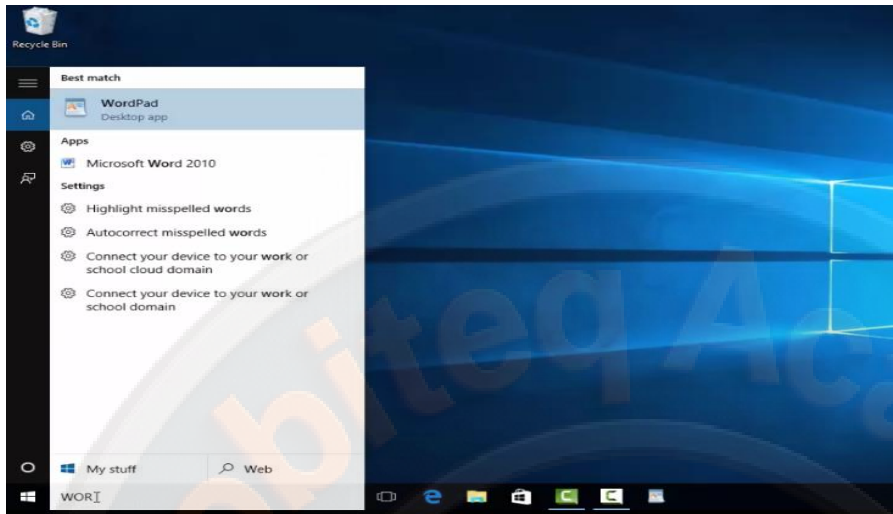 Recycle Bin
Best match
WordPad
Desktop app
Apps
Microsoft Word 2010
Settings
Highlight misspelled words
Autocorrect misspelled words
Connect your device to your work or
school cloud domain
Connect your device to your work or
school domain
My stuff
Web
WOR